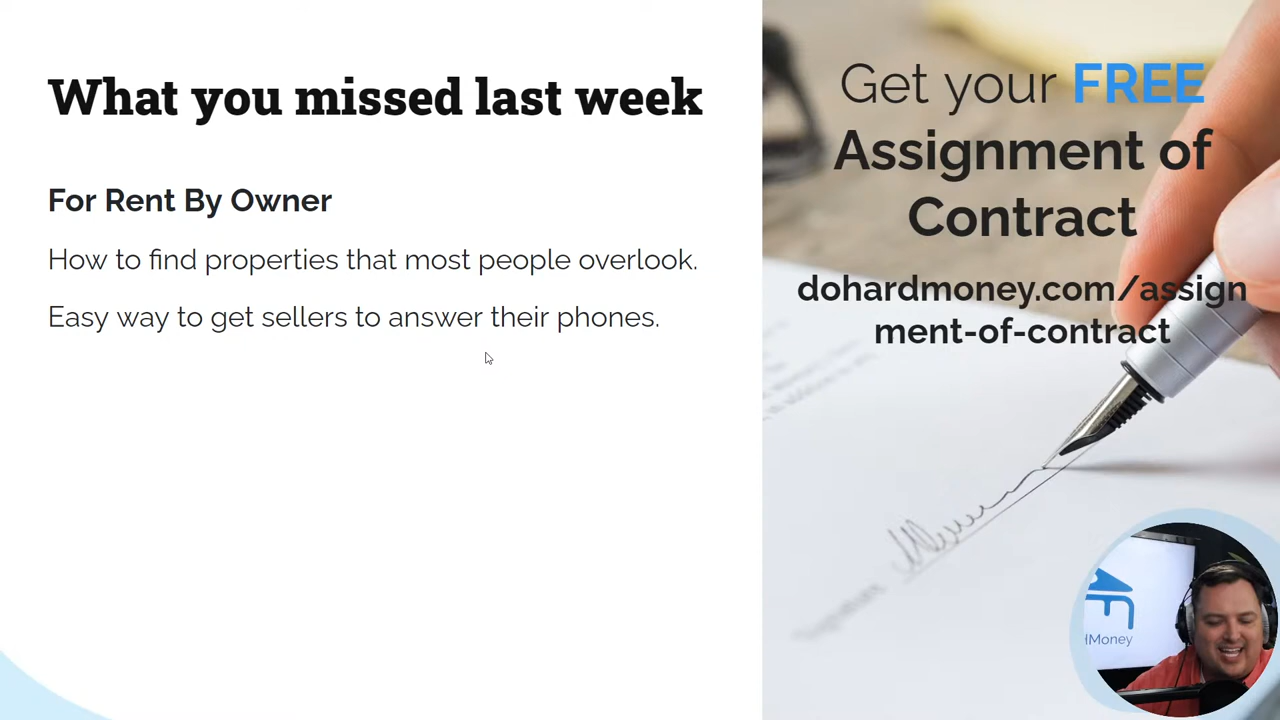 What you missed last week
For Rent By Owner
How to find properties that most people overlook.
Easy way to get sellers to answer their phones.
Get your FREE
Assignment of
Contract
dohardmoney.com/assign
ment-of-contract
Money